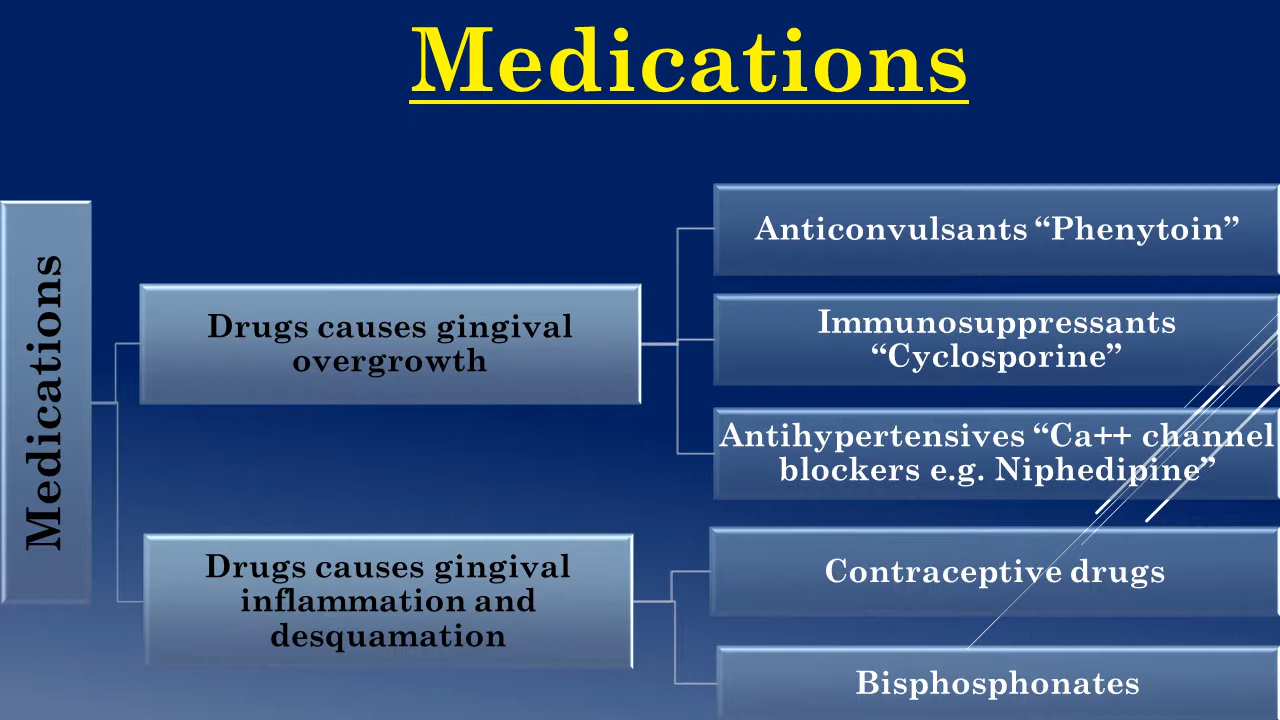 Medications
Medications
Drugs causes gingival
overgrowth
Anticonvulsants “Phenytoin”
Immunosuppressants
“Cyclosporine”
Antihypertensives “Ca++ channel
blockers e.g. Niphedipine”
Drugs causes gingival
inflammation and
desquamation
Contraceptive drugs
Bisphosphonates